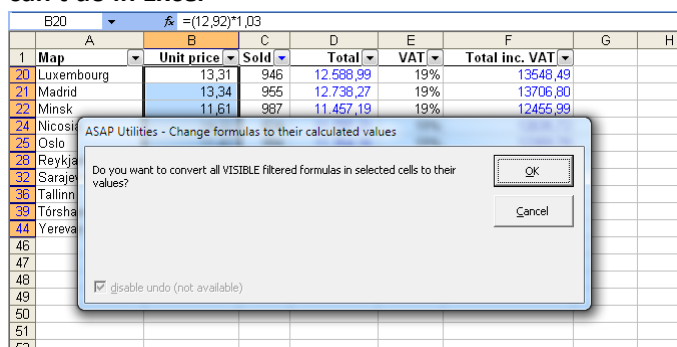 B20 fx =(12,92)*1,03
A B C D E F G H
1 Map Unit price Sold Total VAT Total inc. VAT
20 Luxembourg 13,31 946 12.588,99 19% 13548,49
21 Madrid 13,34 955 12.738,27 19% 13706,80
22 Minsk 11,61 987 11.457,19 19% 12455,99
24 Nicosia
25 Oslo
28 Reykja
32 Saraje
36 Tallinn
39 Tórsha
44 Yereva
46
47
48
49
50
51
ASAP Utilities - Change formulas to their calculated values
Do you want to convert all VISIBLE filtered formulas in selected cells to their
values?
OK
Cancel
disable undo (not available)